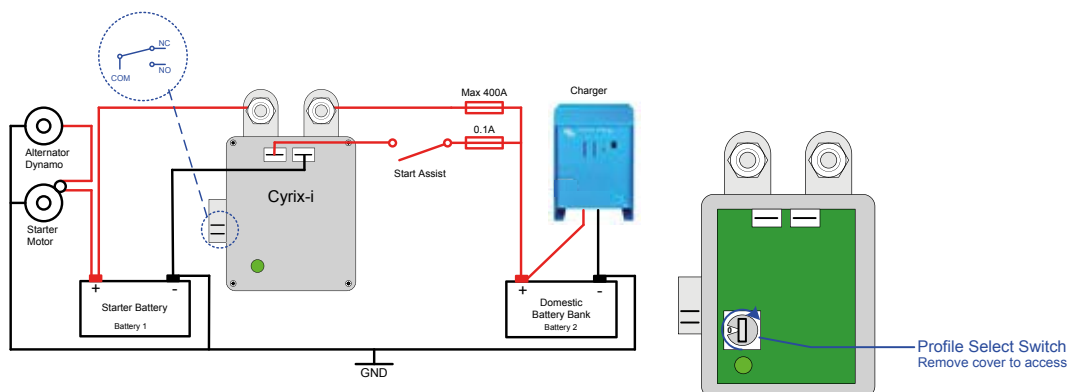 NC
NO
COM
Max 400A
Charger
0.1A
Alternator
Dynamo
Start Assist
Cyrix-i
Starter
Motor
+
-
Starter Battery
Battery 1
+
-
Domestic
Battery Bank
Battery 2
GND
0
Profile Select Switch
Remove cover to access